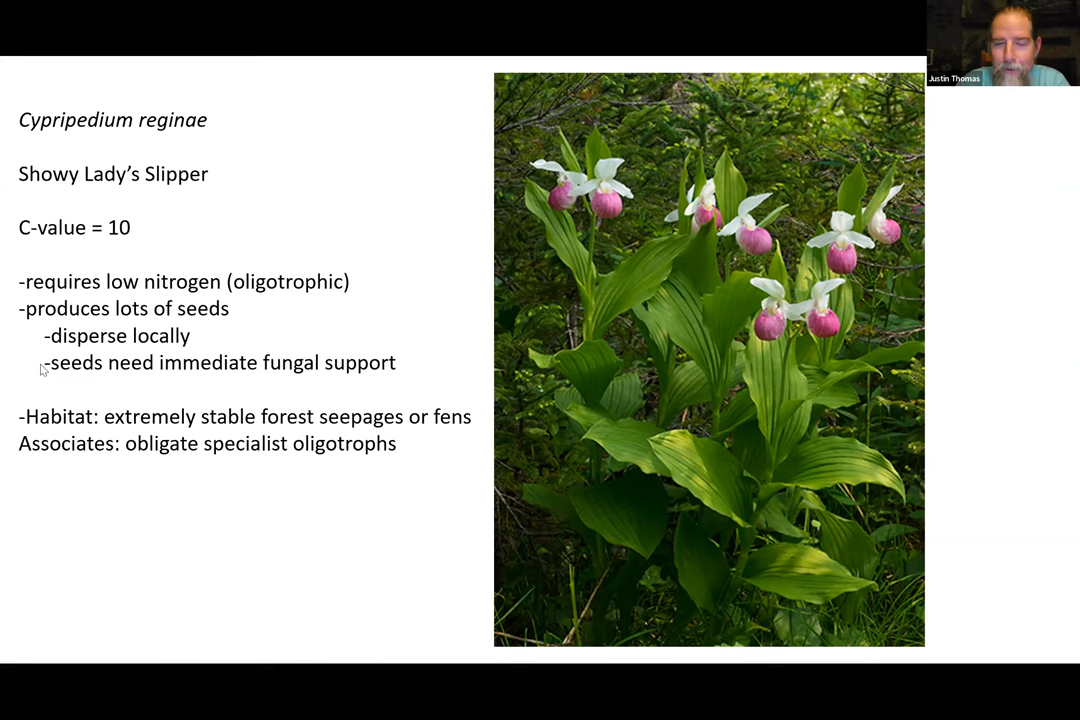 Cypripedium reginae
Showy Lady’s Slipper
C-value = 10
-requires low nitrogen (oligotrophic)
-produces lots of seeds
-disperse locally
-seeds need immediate fungal support
-Habitat: extremely stable forest seepages or fens
Associates: obligate specialist oligotrophs
Justin Thomas